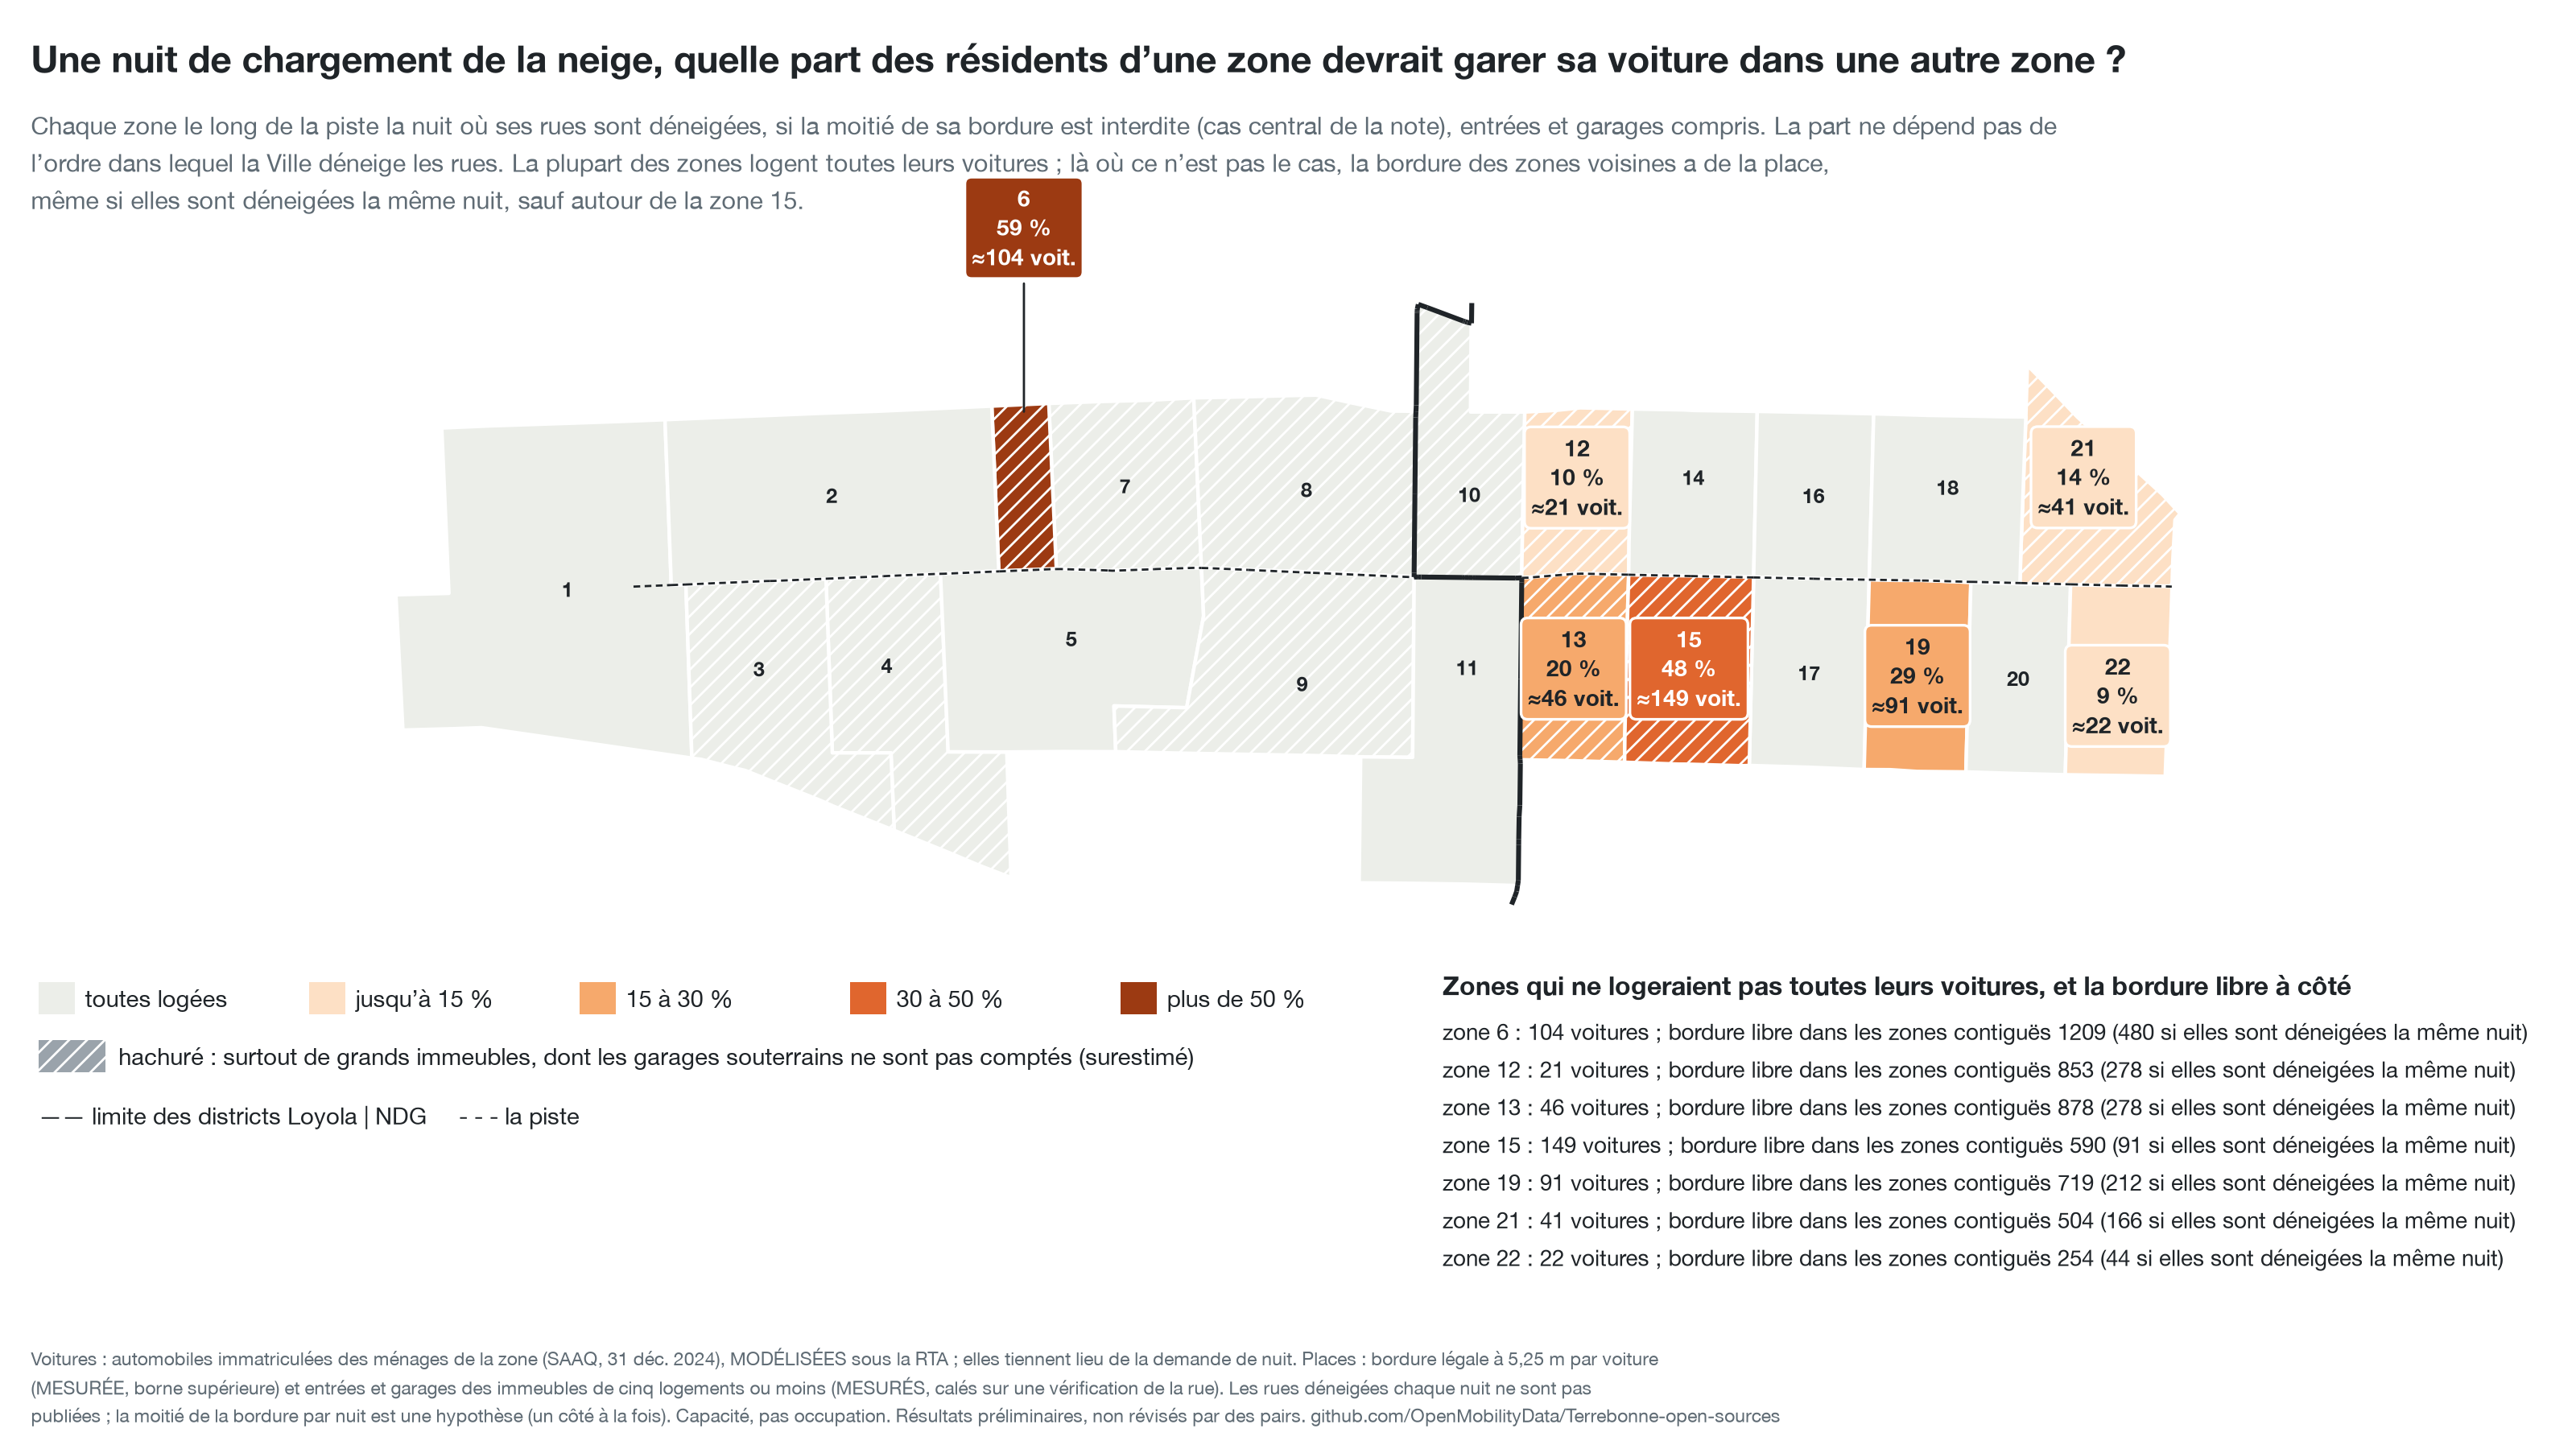 Une nuit de chargement de la neige, quelle part des résidents d’une zone devrait garer sa voiture dans une autre zone ?
Chaque zone le long de la piste la nuit où ses rues sont déneigées, si la moitié de sa bordure est interdite (cas central de la note), entrées et garages compris. La part ne dépend pas de
l’ordre dans lequel la Ville déneige les rues. La plupart des zones logent toutes leurs voitures ; là où ce n’est pas le cas, la bordure des zones voisines a de la place,
même si elles sont déneigées la même nuit, sauf autour de la zone 15.
6
59 %
≈104 voit.
1
2
3
4
5
7
8
9
10
11
12
10 %
≈21 voit.
13
20 %
≈46 voit.
14
15
48 %
≈149 voit.
16
17
18
19
29 %
≈91 voit.
20
21
14 %
≈41 voit.
22
9 %
≈22 voit.
toutes logées
jusqu’à 15 %
15 à 30 %
30 à 50 %
plus de 50 %
hachuré : surtout de grands immeubles, dont les garages souterrains ne sont pas comptés (surestimé)
— — limite des districts Loyola | NDG - - - la piste
Zones qui ne logeraient pas toutes leurs voitures, et la bordure libre à côté
zone 6 : 104 voitures ; bordure libre dans les zones contiguës 1209 (480 si elles sont déneigées la même nuit)
zone 12 : 21 voitures ; bordure libre dans les zones contiguës 853 (278 si elles sont déneigées la même nuit)
zone 13 : 46 voitures ; bordure libre dans les zones contiguës 878 (278 si elles sont déneigées la même nuit)
zone 15 : 149 voitures ; bordure libre dans les zones contiguës 590 (91 si elles sont déneigées la même nuit)
zone 19 : 91 voitures ; bordure libre dans les zones contiguës 719 (212 si elles sont déneigées la même nuit)
zone 21 : 41 voitures ; bordure libre dans les zones contiguës 504 (166 si elles sont déneigées la même nuit)
zone 22 : 22 voitures ; bordure libre dans les zones contiguës 254 (44 si elles sont déneigées la même nuit)
Voitures : automobiles immatriculées des ménages de la zone (SAAQ, 31 déc. 2024), MODÉLISÉES sous la RTA ; elles tiennent lieu de la demande de nuit. Places : bordure légale à 5,25 m par voiture
(MESURÉE, borne supérieure) et entrées et garages des immeubles de cinq logements ou moins (MESURÉS, calés sur une vérification de la rue). Les rues déneigées chaque nuit ne sont pas
publiées ; la moitié de la bordure par nuit est une hypothèse (un côté à la fois). Capacité, pas occupation. Résultats préliminaires, non révisés par des pairs. github.com/OpenMobilityData/Terrebonne-open-sources